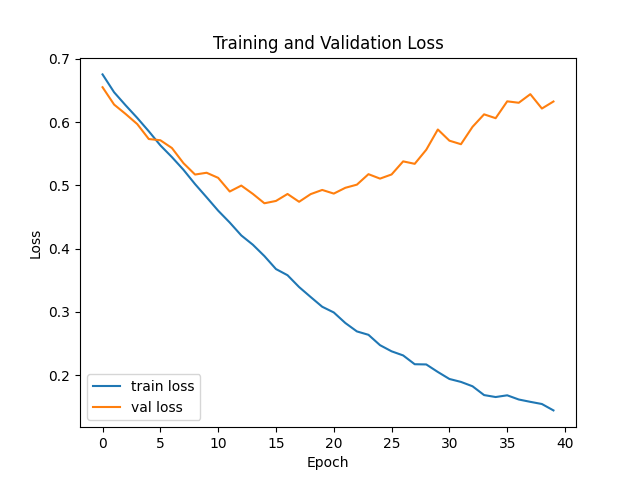 Training and Validation Loss
0.7
0.6
0.5
0.4
0.3
0.2
Loss
train loss
val loss
0 5 10 15 20 25 30 35 40
Epoch